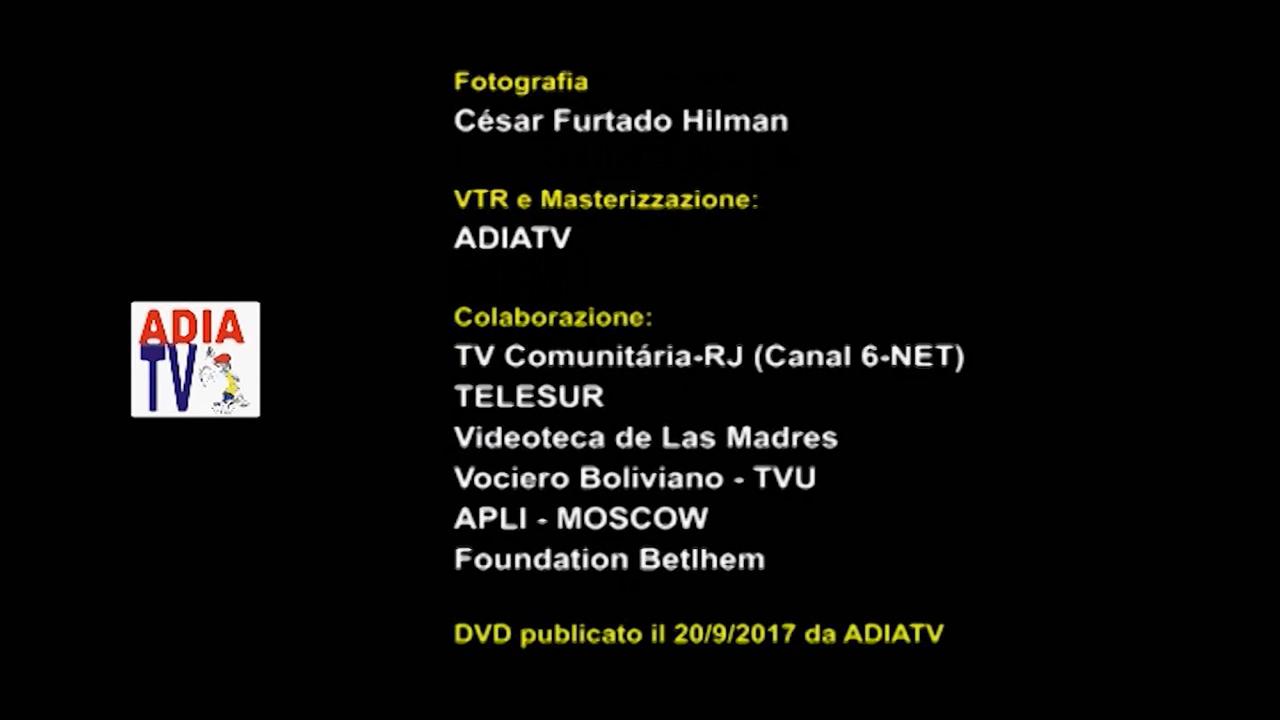 Fotografia
César Furtado Hilman
VTR e Masterizzazione:
ADIATV
Colaborazione:
TV Comunitária-RJ (Canal 6-NET)
TELESUR
Videoteca de Las Madres
Vociero Boliviano - TVU
APLI - MOSCOW
Foundation Betlhem
DVD publicato il 20/9/2017 da ADIATV
ADIA
TV